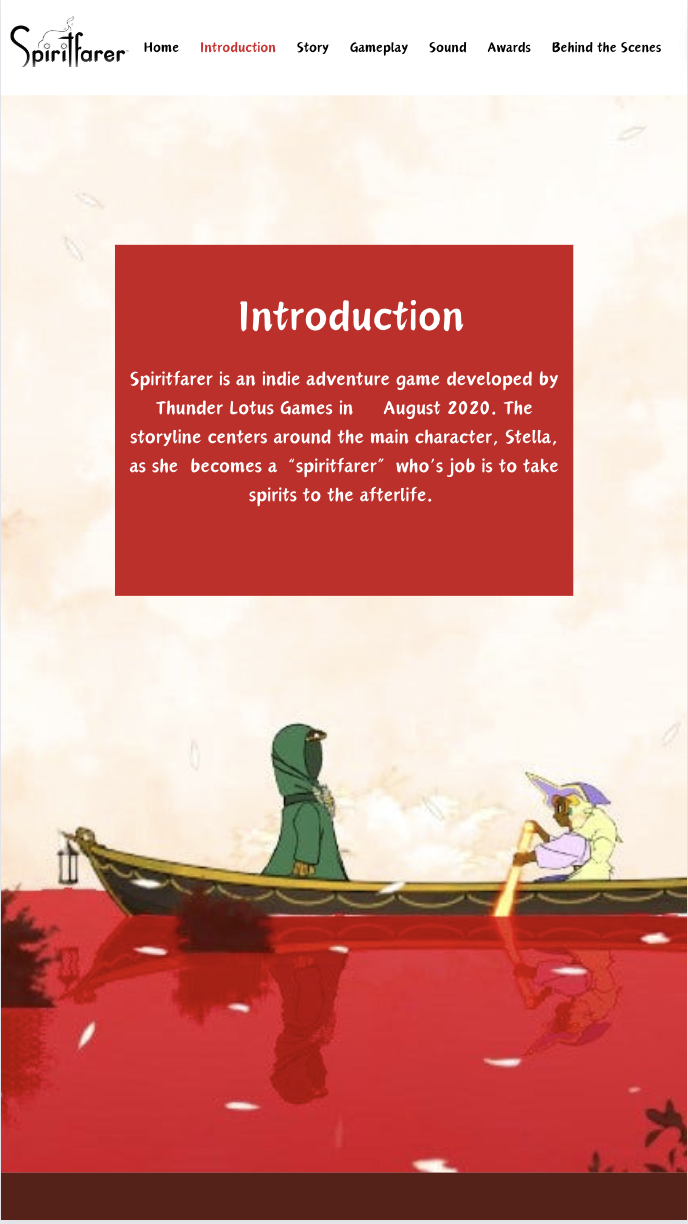 Spiritfarer
Home Introduction Story Gameplay Sound Awards Behind the Scenes
Introduction
Spiritfarer is an indie adventure game developed by
Thunder Lotus Games in August 2020. The
storyline centers around the main character, Stella,
as she becomes a “spiritfarer” who's job is to take
spirits to the afterlife.